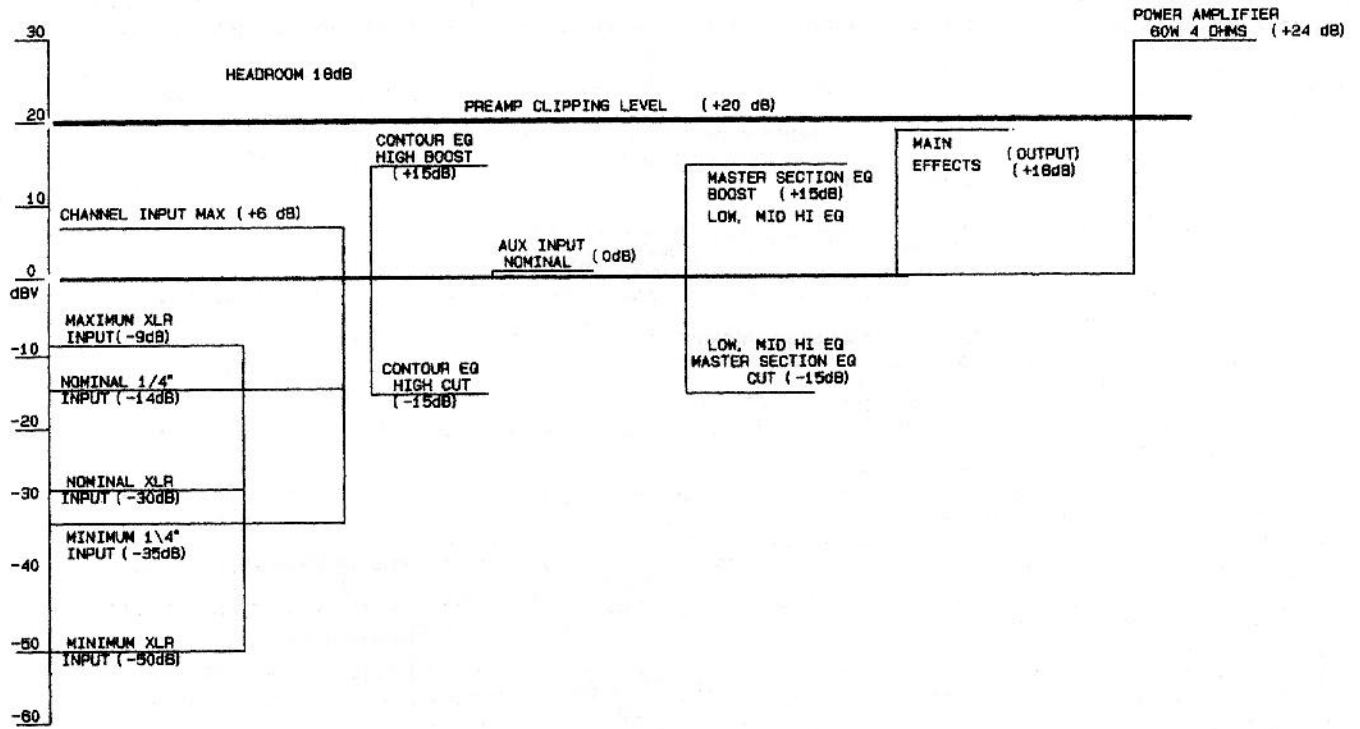 POWER AMPLIFIER
60W 4 OHMS (+24 dB)
30
HEADROOM 18dB
PREAMP CLIPPING LEVEL (+20 dB)
20
CONTOUR EQ
HIGH BOOST
(+15dB)
MAIN
EFFECTS
(OUTPUT)
(+18dB)
MASTER SECTION EQ
BOOST (+15dB)
LOW, MID HI EQ
10
CHANNEL INPUT MAX (+6 dB)
AUX INPUT
NOMINAL (0dB)
0
dBV
MAXIMUN XLR
INPUT(-9dB)
-10
LOW, MID HI EQ
MASTER SECTION EQ
CUT (-15dB)
CONTOUR EQ
HIGH CUT
(-15dB)
NOMINAL 1/4"
INPUT (-14dB)
-20
NOMINAL XLR
INPUT (-30dB)
-30
MINIMUM 1\4"
INPUT (-35dB)
-40
-50
MINIMUM XLR
INPUT (-50dB)
-60